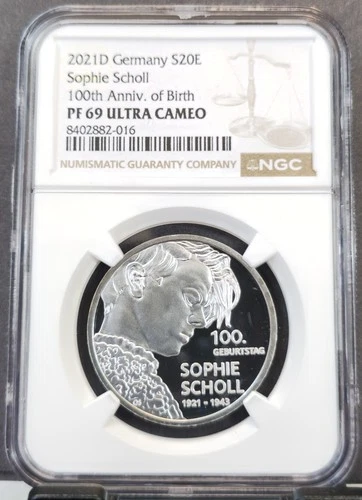 2021D Germany S20E
Sophie Scholl
100th Anniv. of Birth
PF 69 ULTRA CAMEO
8402882-016
NUMISMATIC GUARANTY COMPANY
NGC
100.
GEBURTSTAG
SOPHIE
SCHOLL
1921 - 1943